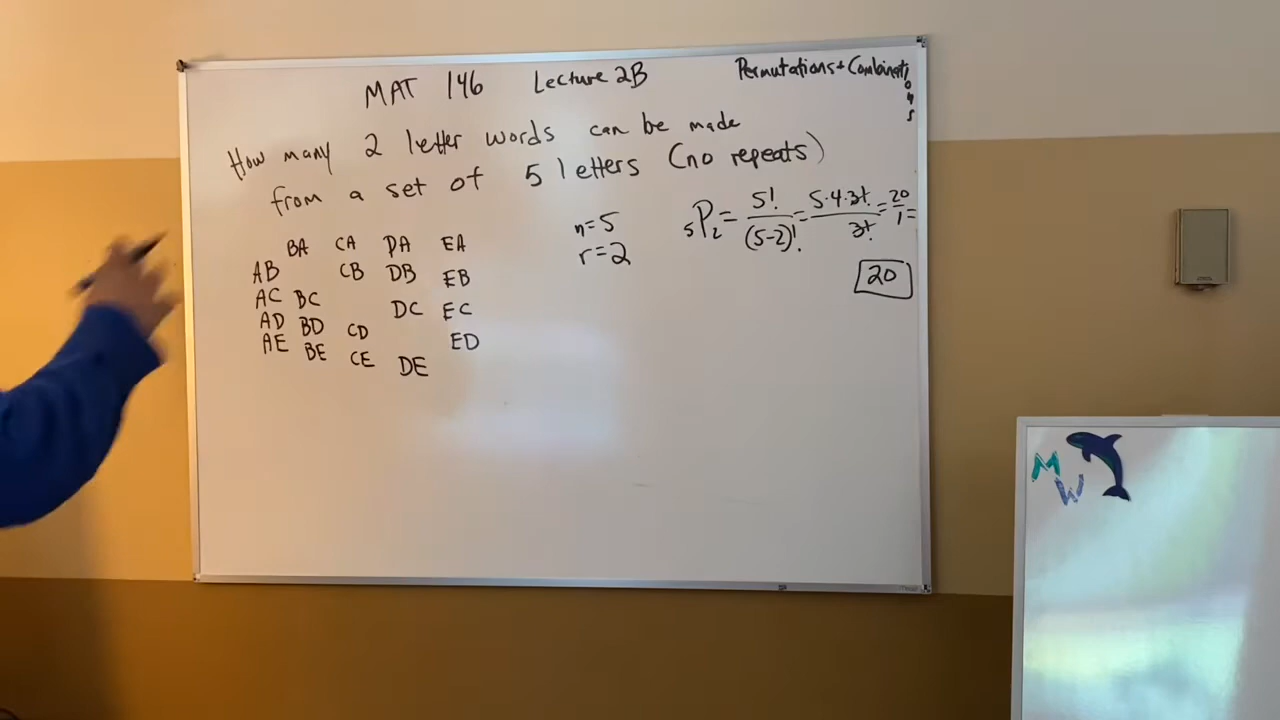 MAT 146 Lecture 2B Permutations + Combinations
How many 2 letter words can be made
from a set of 5 letters (no repeats)
BA CA DA EA
AB CB DB EB
AC BC DC EC
AD BD CD ED
AE BE CE DE
n=5
r=2
₅P₂ = 5!/(5-2)! = 5·4·3!/3! = 20/1 =
20
M
W